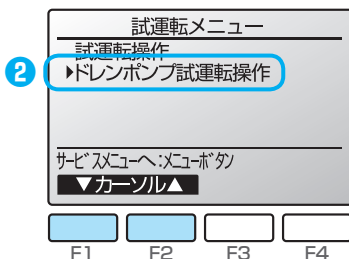 試運転メニュー
試運転操作
2 ▶ドレンポンプ試運転操作
ｻｰﾋﾞｽﾒﾆｭｰへ:ﾒﾆｭｰﾎﾞﾀﾝ
▼カーソル▲
F1 F2 F3 F4